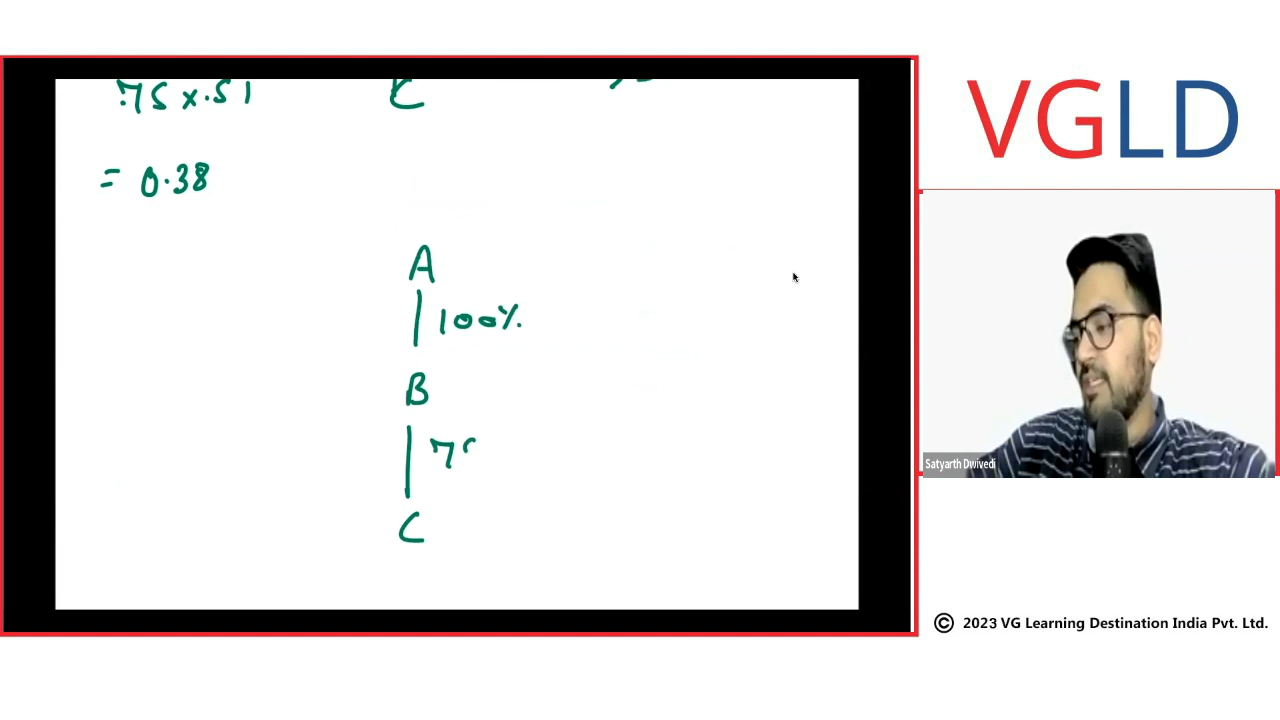 .75 x .51
C
= 0.38
A
100%
B
C
VGLD
Satyarth Dwivedi
© 2023 VG Learning Destination India Pvt. Ltd.